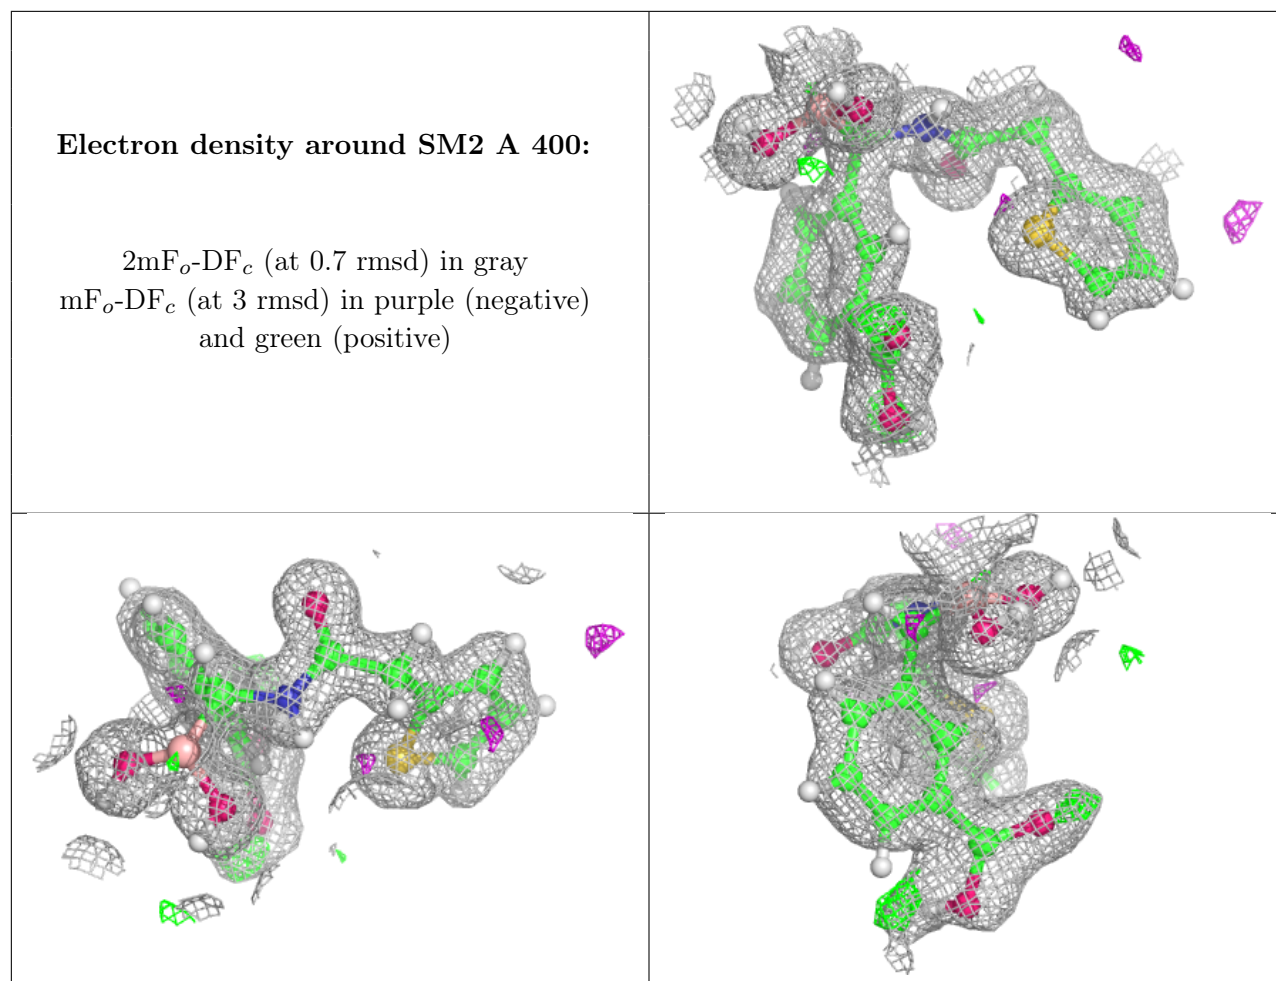 Electron density around SM2 A 400:
2mFo-DFc (at 0.7 rmsd) in gray
mFo-DFc (at 3 rmsd) in purple (negative)
and green (positive)